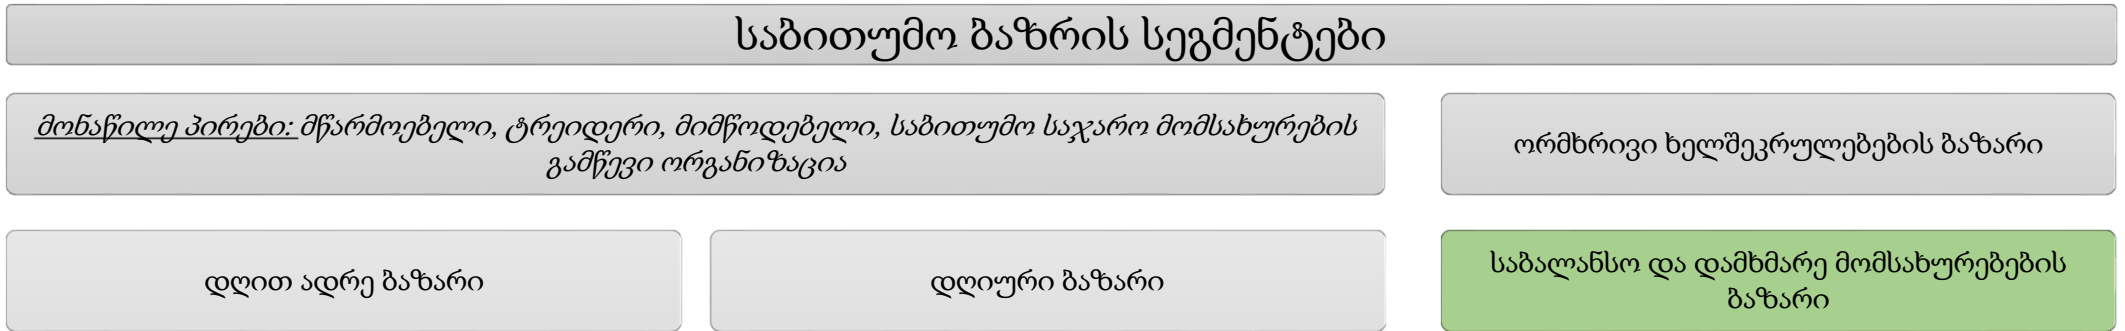 საბითუმო ბაზრის სეგმენტები
მონაწილე პირები: მწარმოებელი, ტრეიდერი, მიმწოდებელი, საბითუმო საჯარო მომსახურების
გამწევი ორგანიზაცია
ორმხრივი ხელშეკრულებების ბაზარი
დღით ადრე ბაზარი
დღიური ბაზარი
საბალანსო და დამხმარე მომსახურებების
ბაზარი